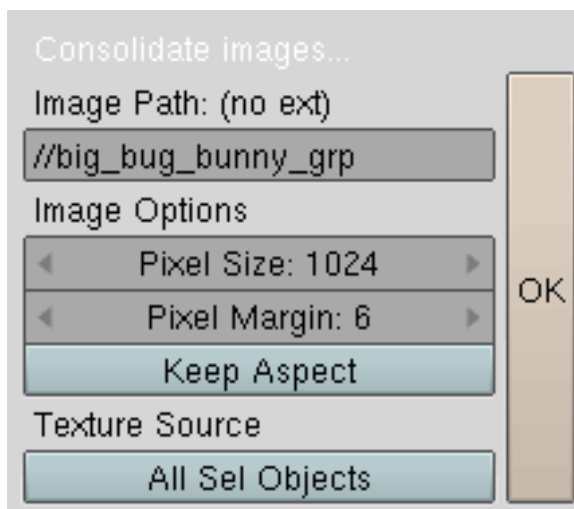 Consolidate images...
Image Path: (no ext)
//big_bug_bunny_grp
Image Options
Pixel Size: 1024
Pixel Margin: 6
Keep Aspect
OK
Texture Source
All Sel Objects